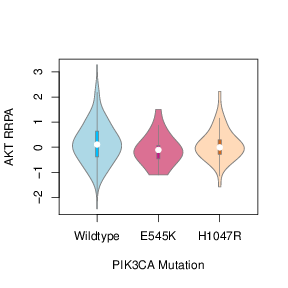 AKT RRPA
3
2
1
0
−1
−2
Wildtype E545K H1047R
PIK3CA Mutation